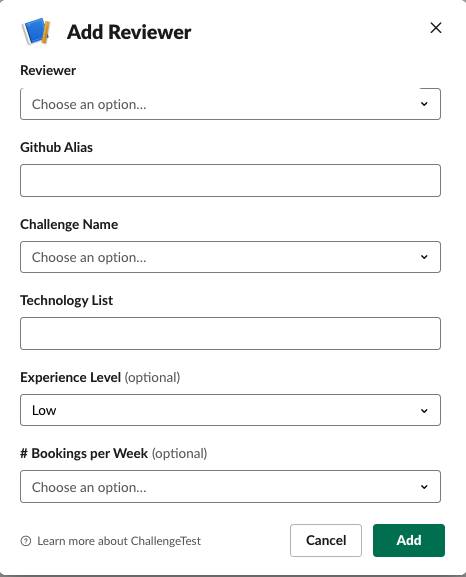 Add Reviewer
Reviewer
Choose an option...
Github Alias
Challenge Name
Choose an option...
Technology List
Experience Level (optional)
Low
# Bookings per Week (optional)
Choose an option...
Learn more about ChallengeTest
Cancel
Add